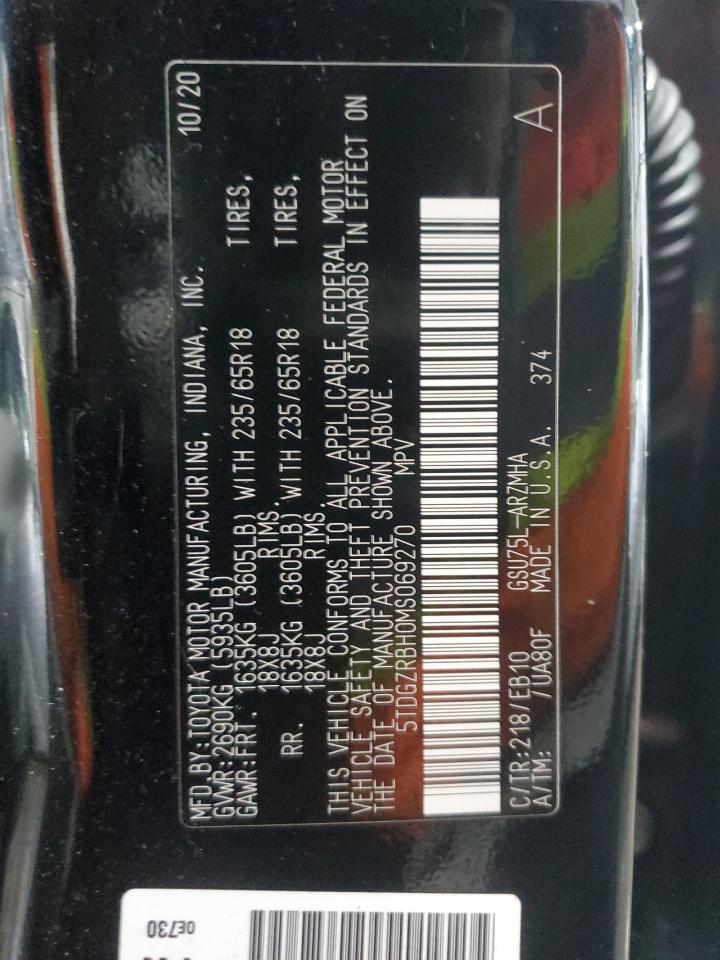 MFD.BY:TOYOTA MOTOR MANUFACTURING, INDIANA, INC. 10/20
GVWR:2690KG (5935LB)
GAWR:FRT. 1635KG (3605LB) WITH 235/65R18 TIRES,
18X8J RIMS.
RR. 1635KG (3605LB) WITH 235/65R18 TIRES,
18X8J RIMS.
THIS VEHICLE CONFORMS TO ALL APPLICABLE FEDERAL MOTOR
VEHICLE SAFETY AND THEFT PREVENTION STANDARDS IN EFFECT ON
THE DATE OF MANUFACTURE SHOWN ABOVE.
5TDGZRBH0MS069270 MPV
C/TR:218/EB10 GSU75L-ARZMHA
A/TM: /UA80F MADE IN U.S.A. 374 A
0E730